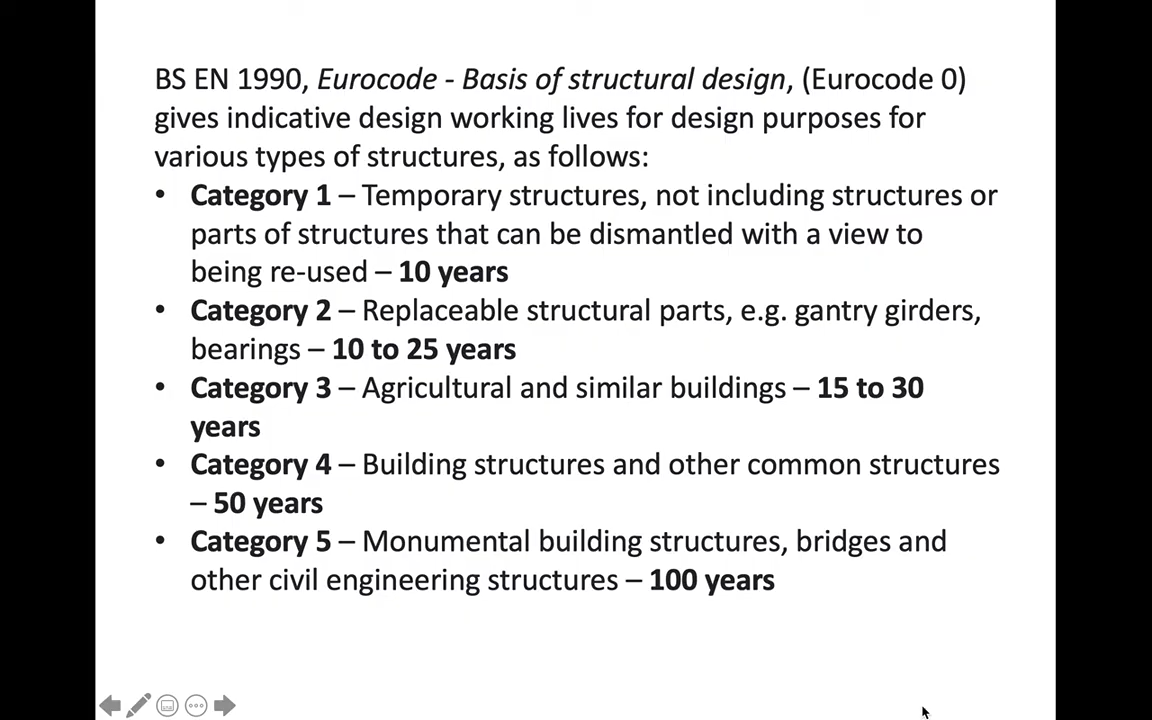 BS EN 1990, Eurocode - Basis of structural design, (Eurocode 0)
gives indicative design working lives for design purposes for
various types of structures, as follows:
• Category 1 – Temporary structures, not including structures or
parts of structures that can be dismantled with a view to
being re-used – 10 years
• Category 2 – Replaceable structural parts, e.g. gantry girders,
bearings – 10 to 25 years
• Category 3 – Agricultural and similar buildings – 15 to 30
years
• Category 4 – Building structures and other common structures
– 50 years
• Category 5 – Monumental building structures, bridges and
other civil engineering structures – 100 years